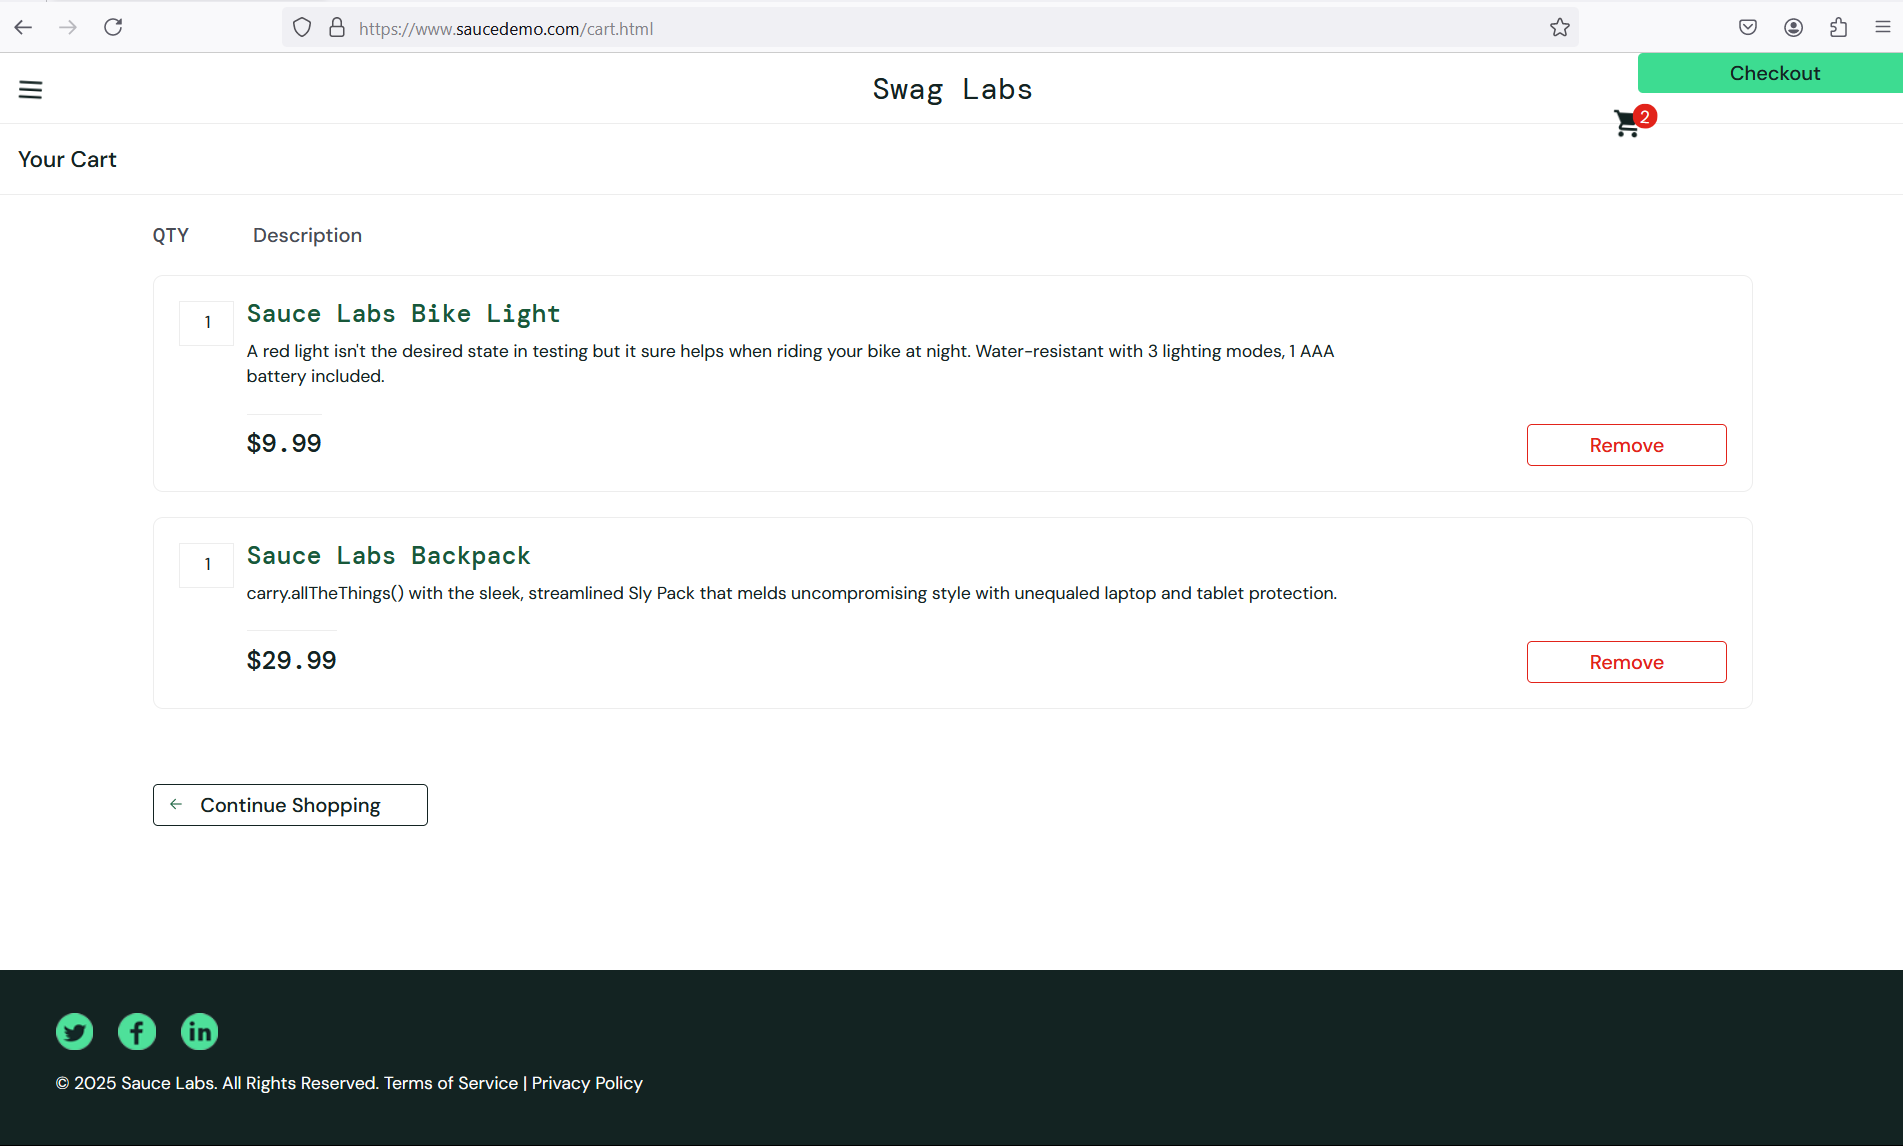 https://www.saucedemo.com/cart.html
Checkout
Swag Labs
2
Your Cart
QTY Description
1 Sauce Labs Bike Light
A red light isn't the desired state in testing but it sure helps when riding your bike at night. Water-resistant with 3 lighting modes, 1 AAA
battery included.
$9.99 Remove
1 Sauce Labs Backpack
carry.allTheThings() with the sleek, streamlined Sly Pack that melds uncompromising style with unequaled laptop and tablet protection.
$29.99 Remove
Continue Shopping
© 2025 Sauce Labs. All Rights Reserved. Terms of Service | Privacy Policy